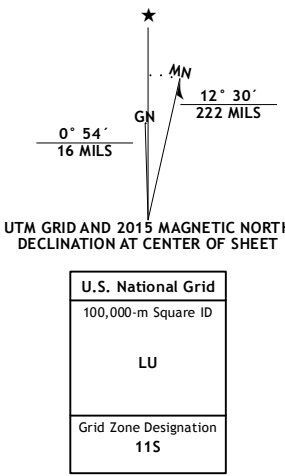 ★
MN
GN
12° 30´
222 MILS
0° 54´
16 MILS
UTM GRID AND 2015 MAGNETIC NORTH
DECLINATION AT CENTER OF SHEET
U.S. National Grid
100,000-m Square ID
LU
Grid Zone Designation
11S